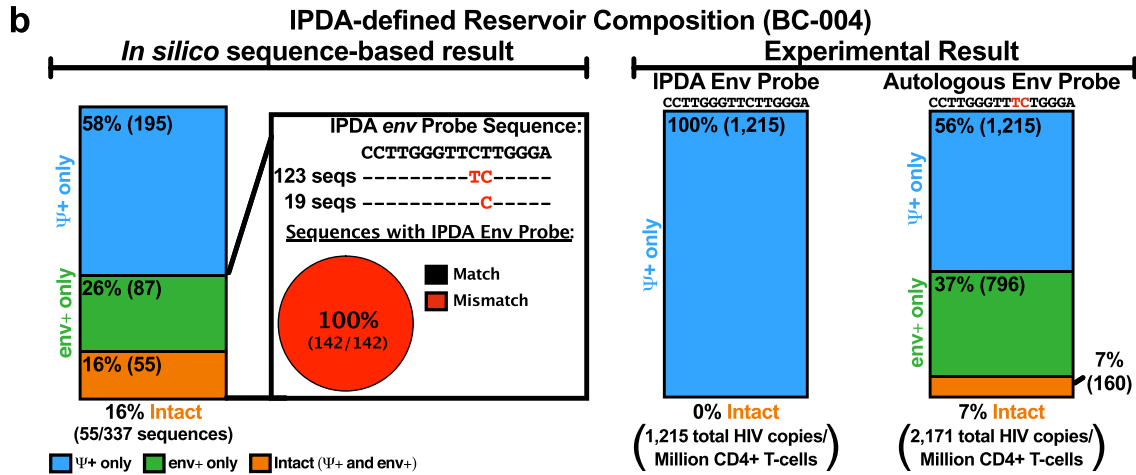 b
IPDA-defined Reservoir Composition (BC-004)
In silico sequence-based result
58% (195)
26% (87)
16% (55)
Ψ+ only
env+ only
16% Intact
(55/337 sequences)
IPDA env Probe Sequence:
CCTTGGGTTCTTGGGA
123 seqs ----------TC-----
19 seqs -----------C-----
Sequences with IPDA Env Probe:
100%
(142/142)
Match
Mismatch
Ψ+ only
env+ only
Intact (Ψ+ and env+)
Experimental Result
IPDA Env Probe
CCTTGGGTTCTTGGGA
100% (1,215)
Ψ+ only
0% Intact
(1,215 total HIV copies/
Million CD4+ T-cells)
Autologous Env Probe
CCTTGGGTTTCTGGGA
56% (1,215)
37% (796)
7%
(160)
Ψ+ only
env+ only
7% Intact
(2,171 total HIV copies/
Million CD4+ T-cells)